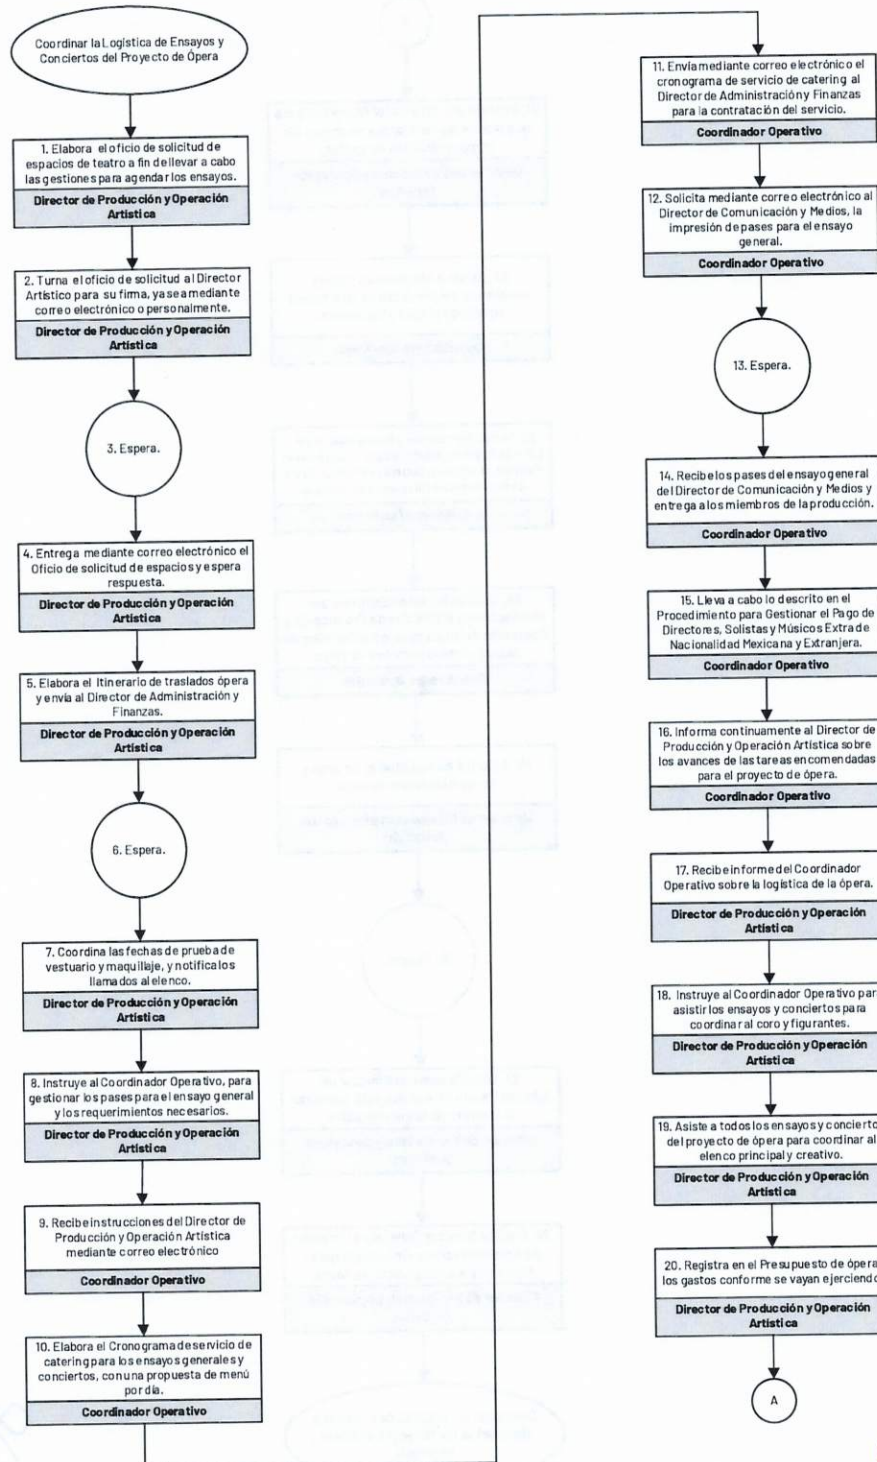 Coordinar la Logística de Ensayos y
Conciertos del Proyecto de Ópera
1. Elabora el oficio de solicitud de
espacios de teatro a fin de llevar a cabo
las gestiones para agendar los ensayos.
Director de Producción y Operación
Artística
2. Turna el oficio de solicitud al Director
Artístico para su firma, ya sea mediante
correo electrónico o personalmente.
Director de Producción y Operación
Artística
3. Espera.
4. Entrega mediante correo electrónico el
Oficio de solicitud de espacios y espera
respuesta.
Director de Producción y Operación
Artística
5. Elabora el Itinerario de traslados ópera
y envía al Director de Administración y
Finanzas.
Director de Producción y Operación
Artística
6. Espera.
7. Coordina las fechas de prueba de
vestuario y maquillaje, y notifica los
llamados al elenco.
Director de Producción y Operación
Artística
8. Instruye al Coordinador Operativo, para
gestionar los pases para el ensayo general
y los requerimientos necesarios.
Director de Producción y Operación
Artística
9. Recibe instrucciones del Director de
Producción y Operación Artística
mediante correo electrónico
Coordinador Operativo
10. Elabora el Cronograma de servicio de
catering para los ensayos generales y
conciertos, con una propuesta de menú
por día.
Coordinador Operativo
11. Envía mediante correo electrónico el
cronograma de servicio de catering al
Director de Administración y Finanzas
para la contratación del servicio.
Coordinador Operativo
12. Solicita mediante correo electrónico al
Director de Comunicación y Medios, la
impresión de pases para el ensayo
general.
Coordinador Operativo
13. Espera.
14. Recibe los pases del ensayo general
del Director de Comunicación y Medios y
entrega a los miembros de la producción.
Coordinador Operativo
15. Lleva a cabo lo descrito en el
Procedimiento para Gestionar el Pago de
Directores, Solistas y Músicos Extra de
Nacionalidad Mexicana y Extranjera.
Coordinador Operativo
16. Informa continuamente al Director de
Producción y Operación Artística sobre
los avances de las tareas encomendadas
para el proyecto de ópera.
Coordinador Operativo
17. Recibe informe del Coordinador
Operativo sobre la logística de la ópera.
Director de Producción y Operación
Artística
18. Instruye al Coordinador Operativo par
asistir los ensayos y conciertos para
coordinar al coro y figurantes.
Director de Producción y Operación
Artística
19. Asiste a todos los ensayos y concierto
del proyecto de ópera para coordinar al
elenco principal y creativo.
Director de Producción y Operación
Artística
20. Registra en el Presupuesto de ópera
los gastos conforme se vayan ejerciendo
Director de Producción y Operación
Artística
A